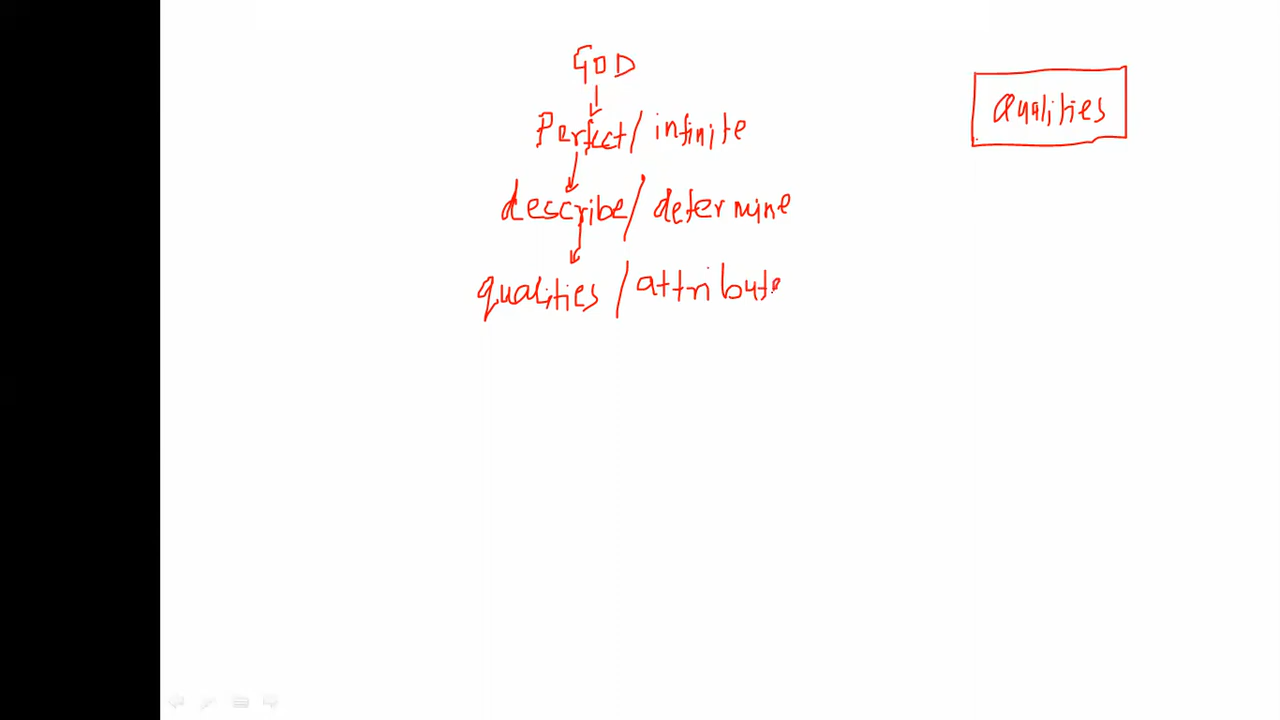 GOD
Perfect/ infinite
describe/ determine
qualities / attribute
Qualities